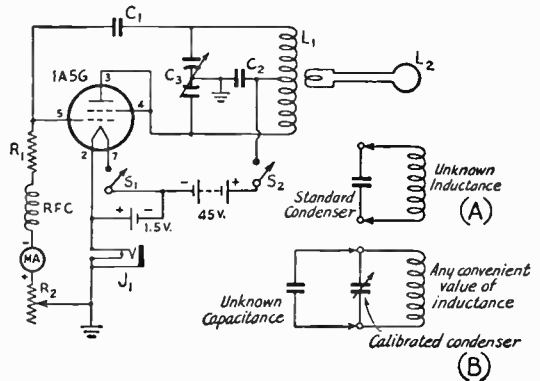 C1
L1
1A5G
3
C3
C2
L2
5
4
R1
2
7
S1
-
+
S2
RFC
+
-
1.5 V.
45 V.
-
MA
+
R2
J1
Standard
Condenser
Unknown
Inductance
(A)
Unknown
Capacitance
Any convenient
value of
inductance
Calibrated condenser
(B)